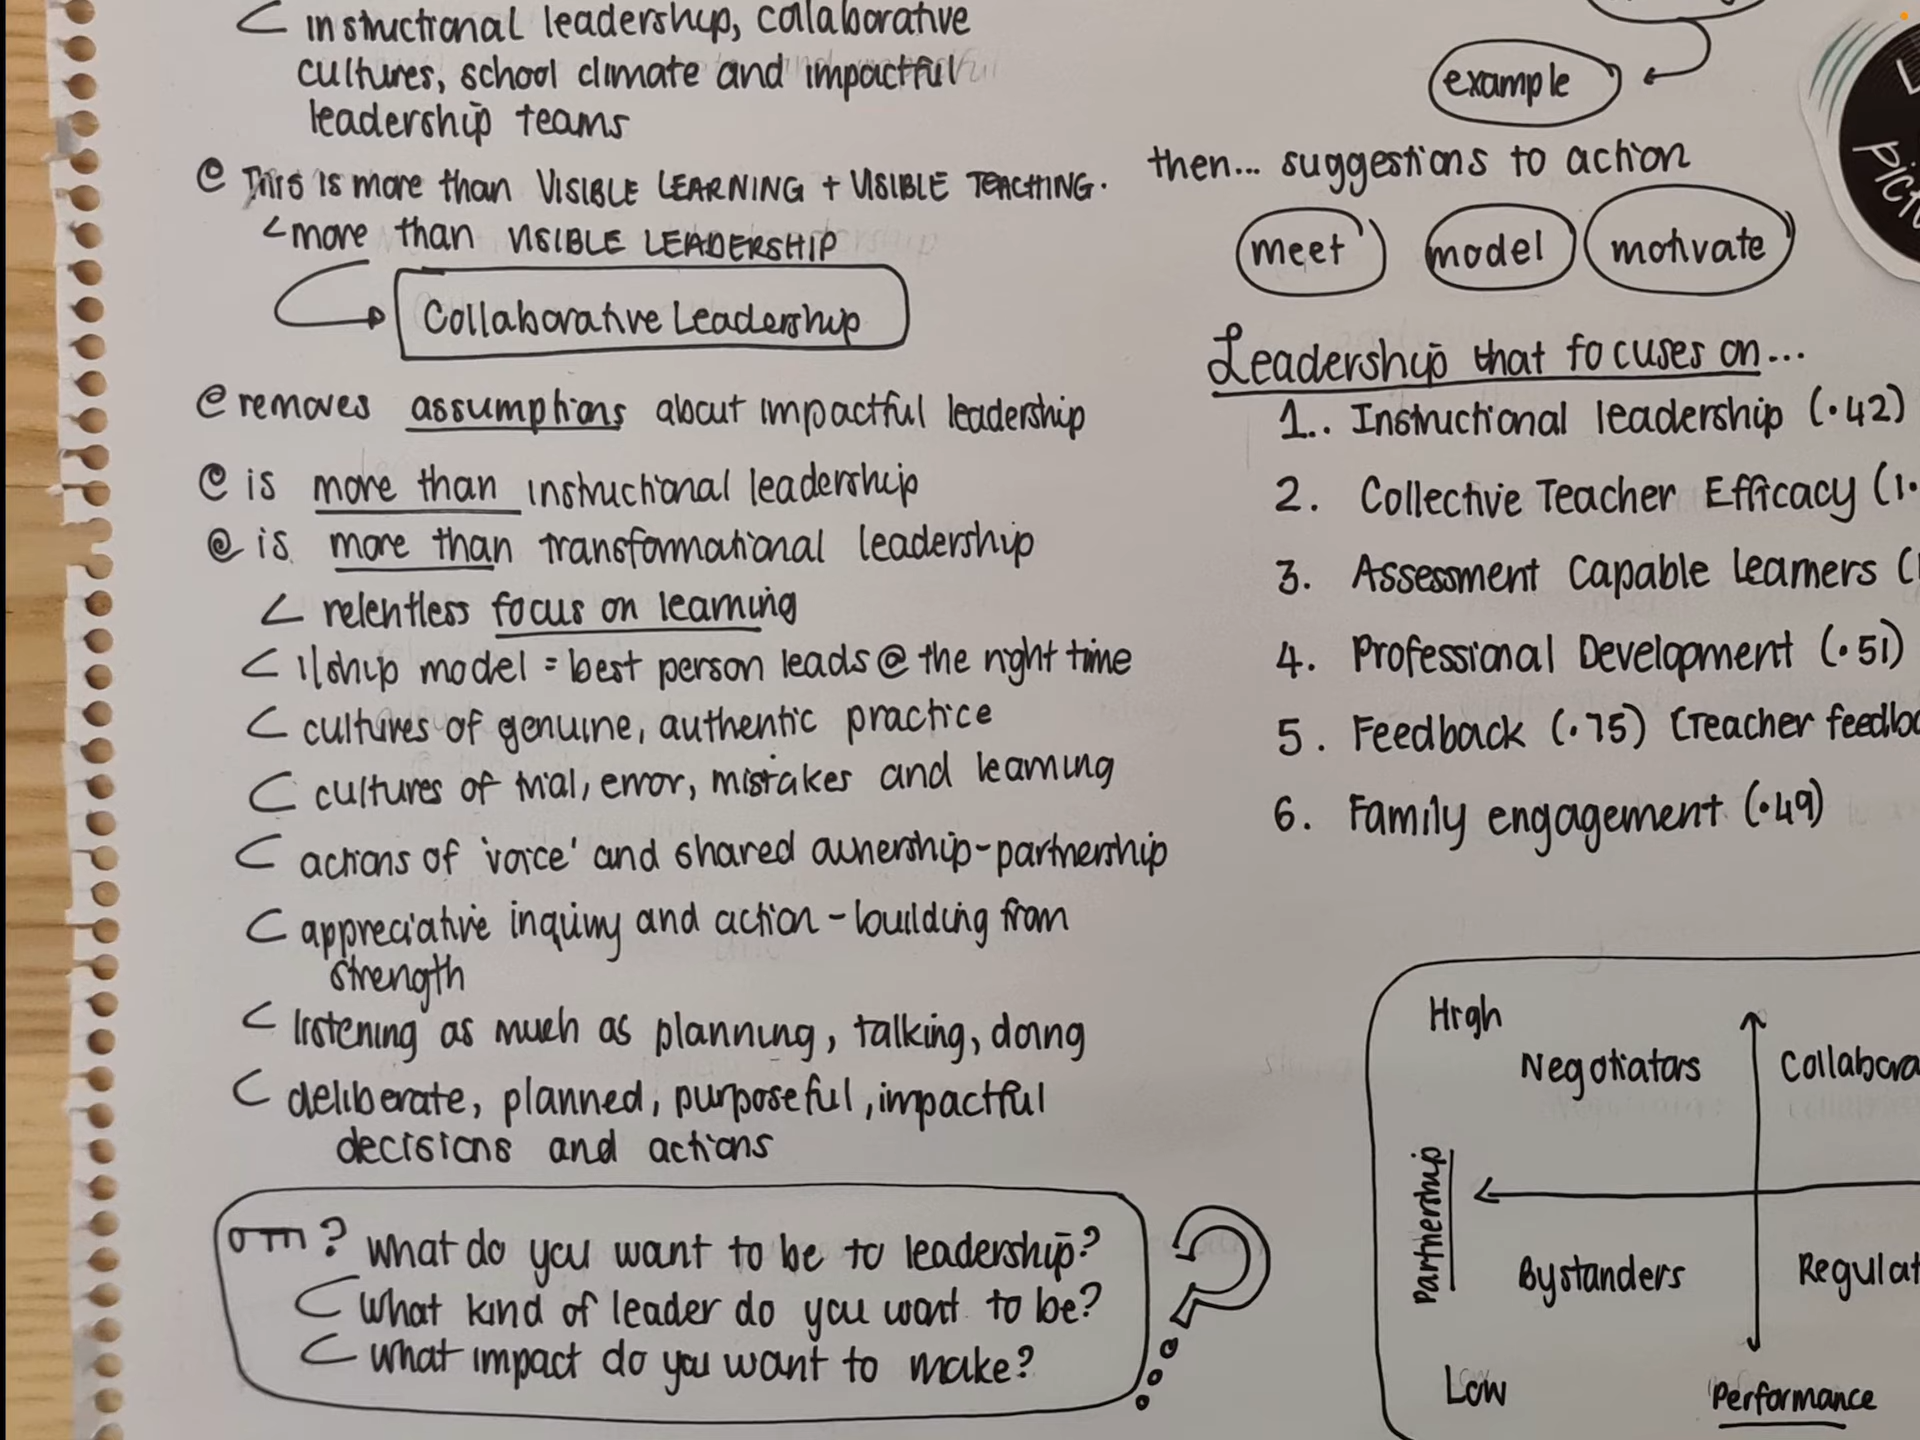 instructional leadership, collaborative
cultures, school climate and impactful
leadership teams
This is more than VISIBLE LEARNING + VISIBLE TEACHING.
more than VISIBLE LEADERSHIP
Collaborative Leadership
removes assumptions about impactful leadership
is more than instructional leadership
is more than transformational leadership
relentless focus on learning
l/ship model = best person leads @ the right time
cultures of genuine, authentic practice
cultures of trial, error, mistakes and learning
actions of 'voice' and shared ownership-partnership
appreciative inquiry and action - building from
strength
listening as much as planning, talking, doing
deliberate, planned, purposeful, impactful
decisions and actions
? What do you want to be to leadership?
What kind of leader do you want to be?
What impact do you want to make?
example
then... suggestions to action
meet model motivate
Leadership that focuses on...
1.. Instructional leadership (.42)
2. Collective Teacher Efficacy (1.
3. Assessment Capable Learners (
4. Professional Development (.51)
5. Feedback (.75) (Teacher feedba
6. Family engagement (.49)
High
Negotiators Collabora
Partnership
Bystanders Regulat
Low
Performance